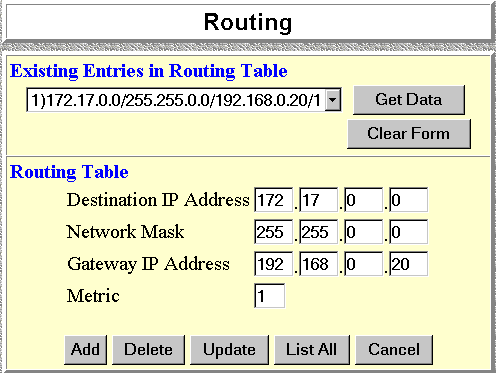 Routing
Existing Entries in Routing Table
1)172.17.0.0/255.255.0.0/192.168.0.20/1 Get Data
Clear Form
Routing Table
Destination IP Address 172 . 17 . 0 . 0
Network Mask 255 . 255 . 0 . 0
Gateway IP Address 192 . 168 . 0 . 20
Metric 1
Add Delete Update List All Cancel